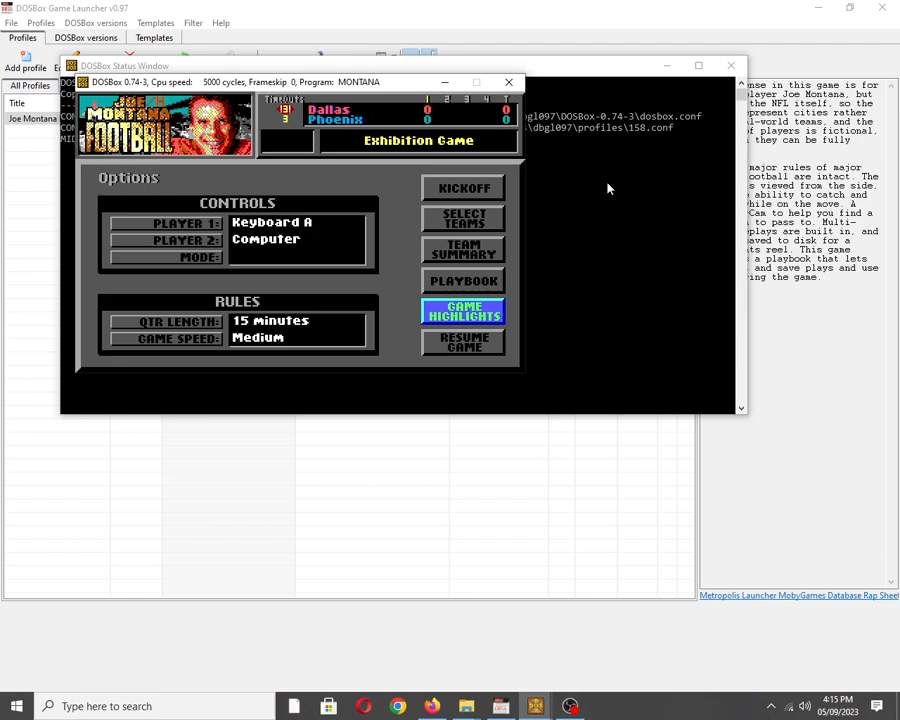 DOSBox Game Launcher v0.97
File Profiles DOSBox versions Templates Filter Help
Profiles DOSBox versions Templates
Add profile
All Profiles
Title
Joe Montana
DOSBox Status Window
DOSBox 0.74-3, Cpu speed: 5000 cycles, Frameskip 0, Program: MONTANA
JOE MONTANA FOOTBALL
Timeouts 1 2 3 4 T
3 Dallas 0 0
3 Phoenix 0 0
Exhibition Game
Options
CONTROLS
PLAYER 1: Keyboard A
PLAYER 2: Computer
MODE:
RULES
QTR LENGTH: 15 minutes
GAME SPEED: Medium
KICKOFF
SELECT TEAMS
TEAM SUMMARY
PLAYBOOK
GAME HIGHLIGHTS
RESUME GAME
bgl097\DOSBox-0.74-3\dosbox.conf
\dbgl097\profiles\158.conf
ense in this game is for
player Joe Montana, but
the NFL itself, so the
epresent cities rather
al-world teams, and the
of players is fictional,
they can be fully
major rules of major
football are intact. The
s viewed from the side,
e ability to catch and
while on the move. A
Cam to help you find a
to pass to. Multi-
eplays are built in, and
saved to disk for a
ts reel. This game
s a playbook that lets
and save plays and use
ing the game.
Metropolis Launcher MobyGames Database Rap Sheet
Type here to search
4:15 PM
05/09/2023